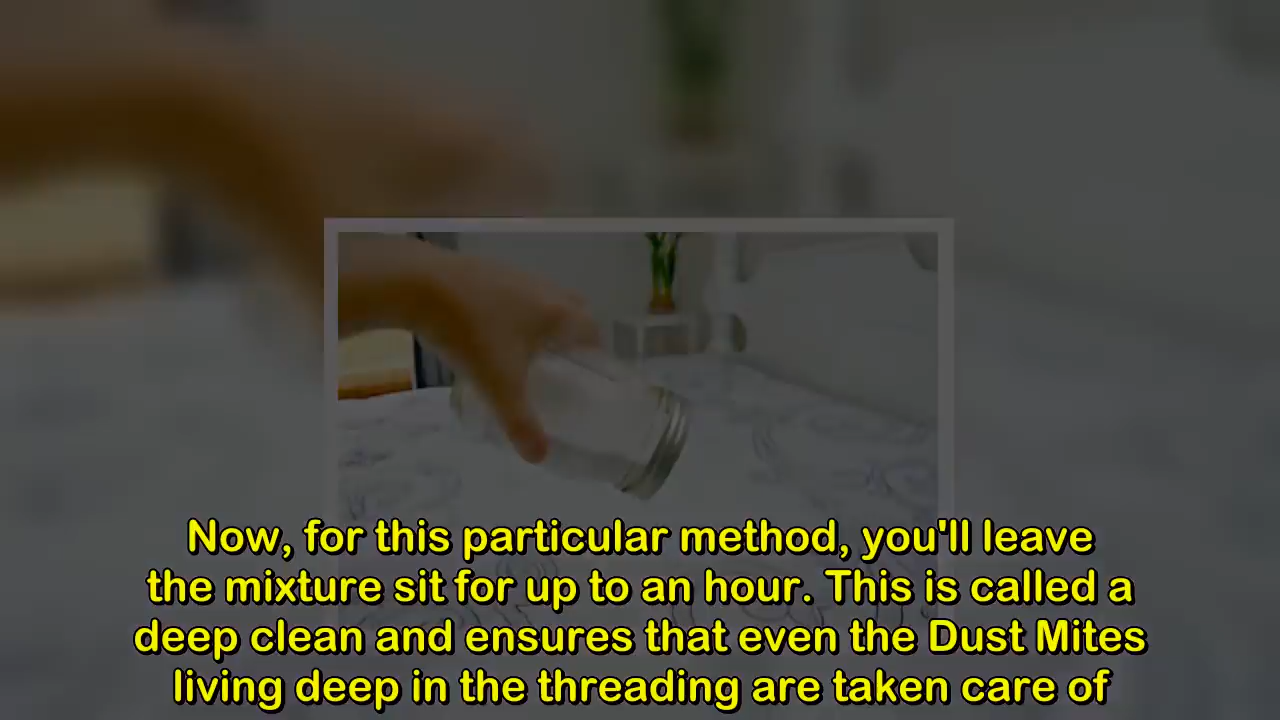 Now, for this particular method, you'll leave
the mixture sit for up to an hour. This is called a
deep clean and ensures that even the Dust Mites
living deep in the threading are taken care of